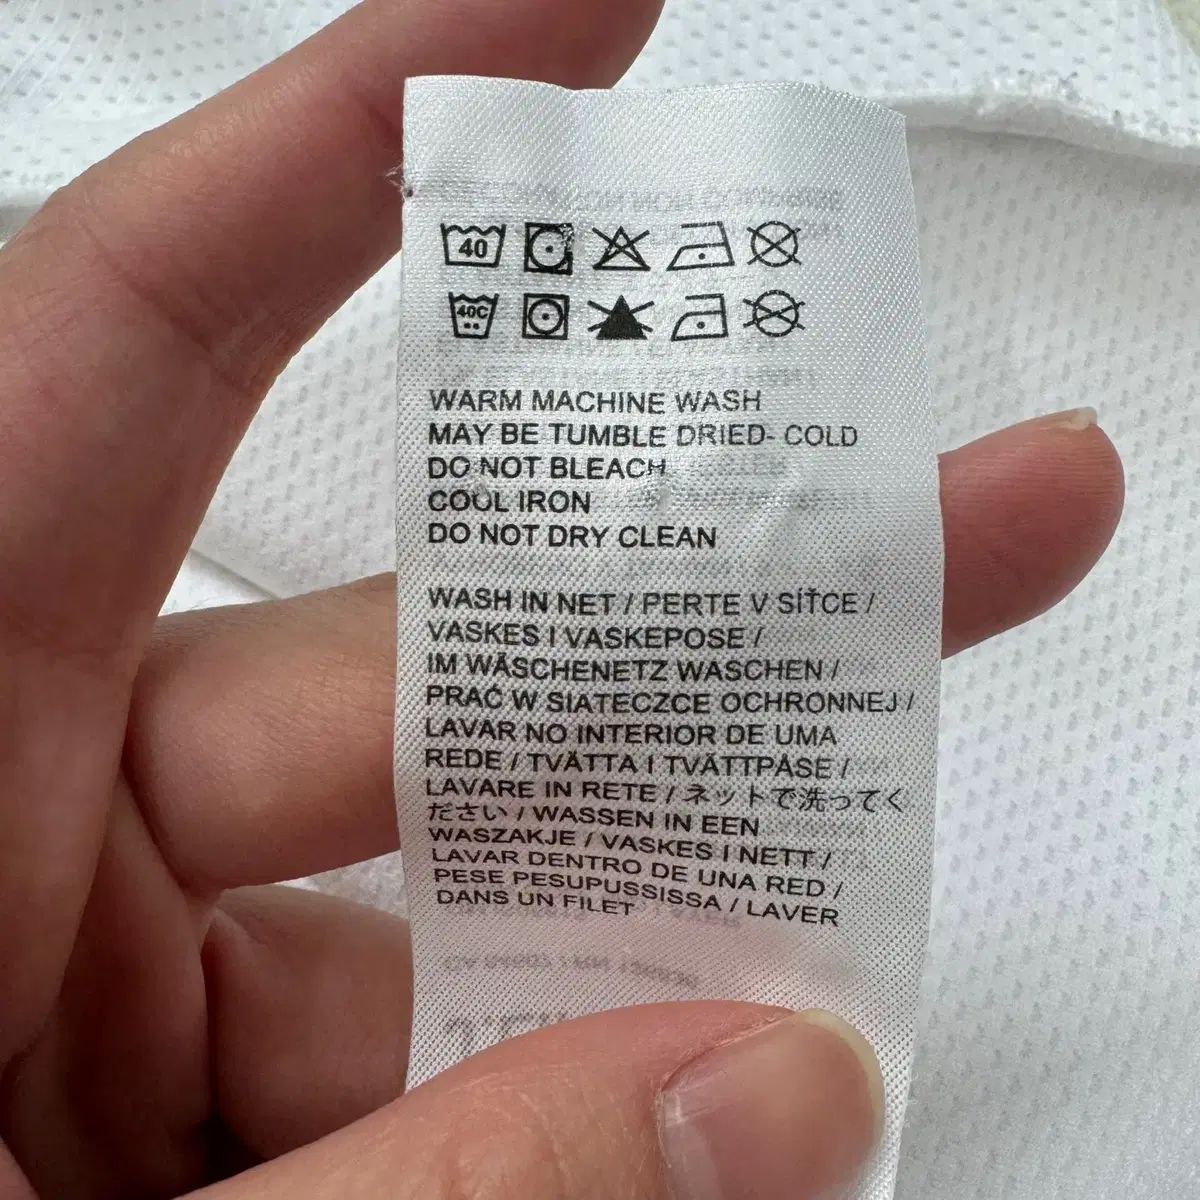 40
40C
WARM MACHINE WASH
MAY BE TUMBLE DRIED- COLD
DO NOT BLEACH
COOL IRON
DO NOT DRY CLEAN
WASH IN NET / PERTE V SÍŤCE /
VASKES I VASKEPOSE /
IM WÄSCHENETZ WASCHEN /
PRAĆ W SIATECZCE OCHRONNEJ /
LAVAR NO INTERIOR DE UMA
REDE / TVÄTTA I TVÄTTPÅSE /
LAVARE IN RETE / ネットで洗ってく
ださい / WASSEN IN EEN
WASZAKJE / VASKES I NETT /
LAVAR DENTRO DE UNA RED /
PESE PESUPUSSISSA / LAVER
DANS UN FILET